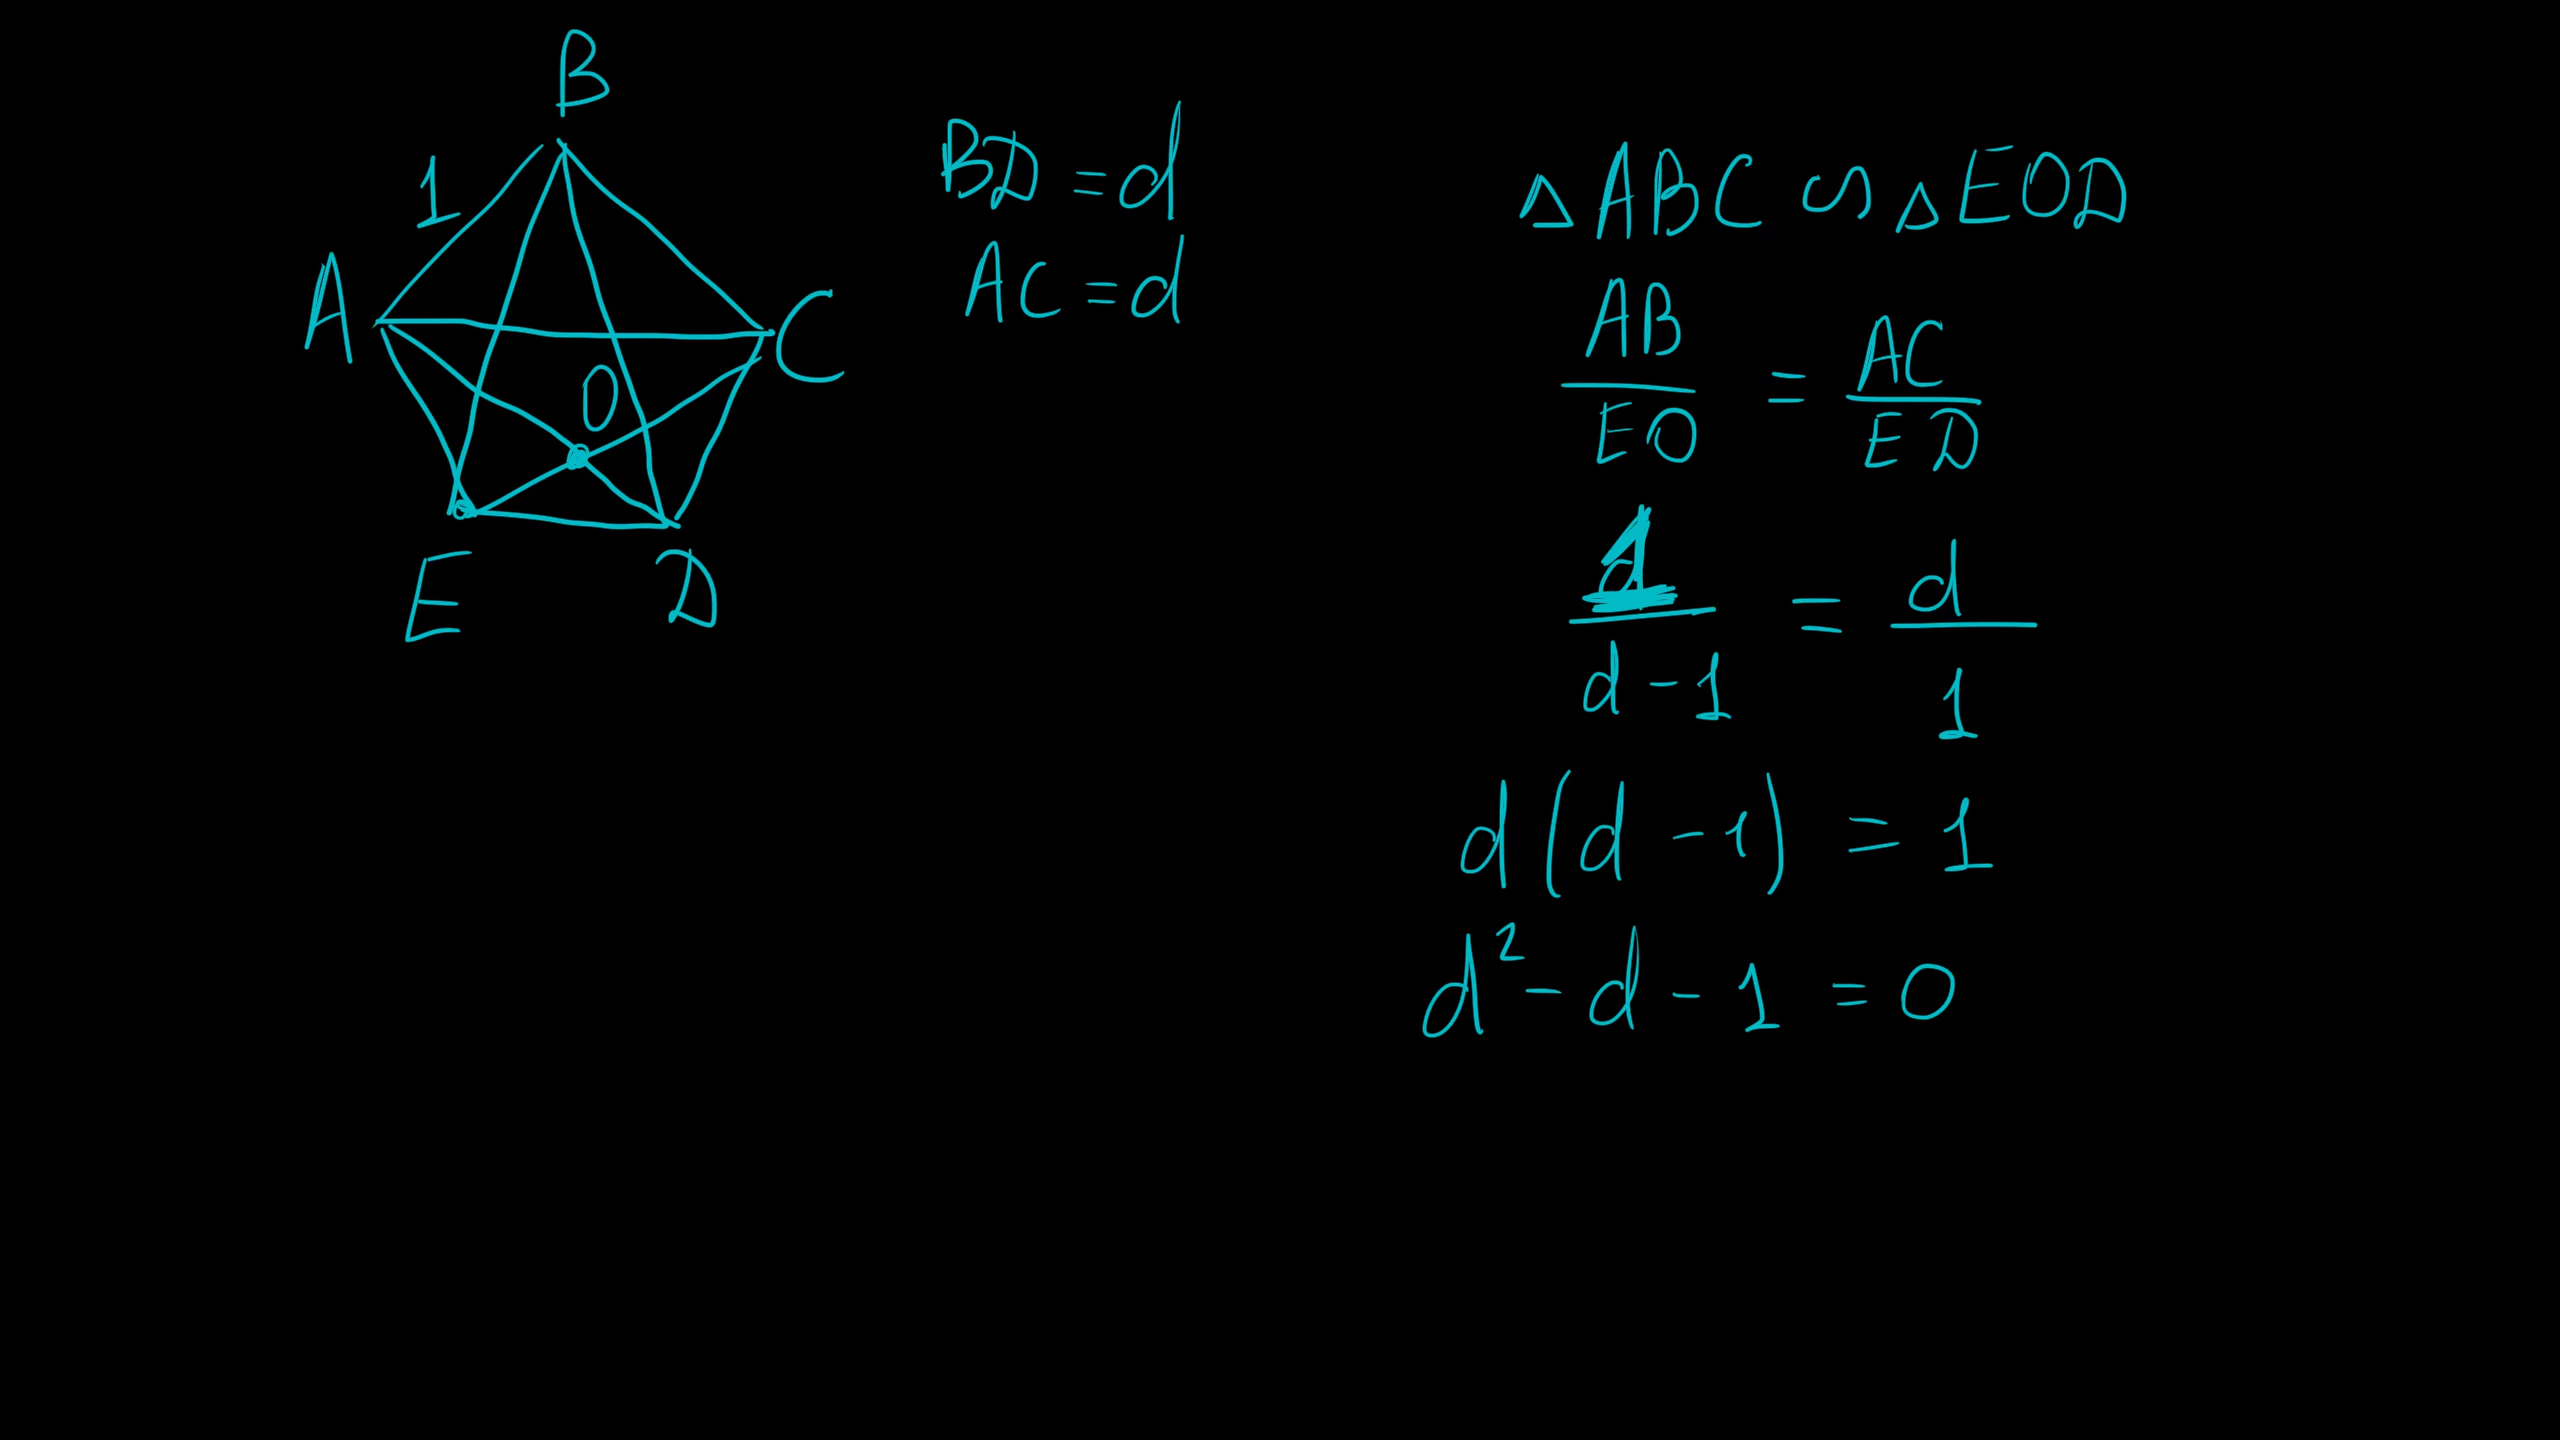 B
1
A
C
O
E
D
BD = d
AC = d
△ABC ∽ △EOD
AB/EO = AC/ED
1/d-1 = d/1
d(d-1) = 1
d² - d - 1 = 0